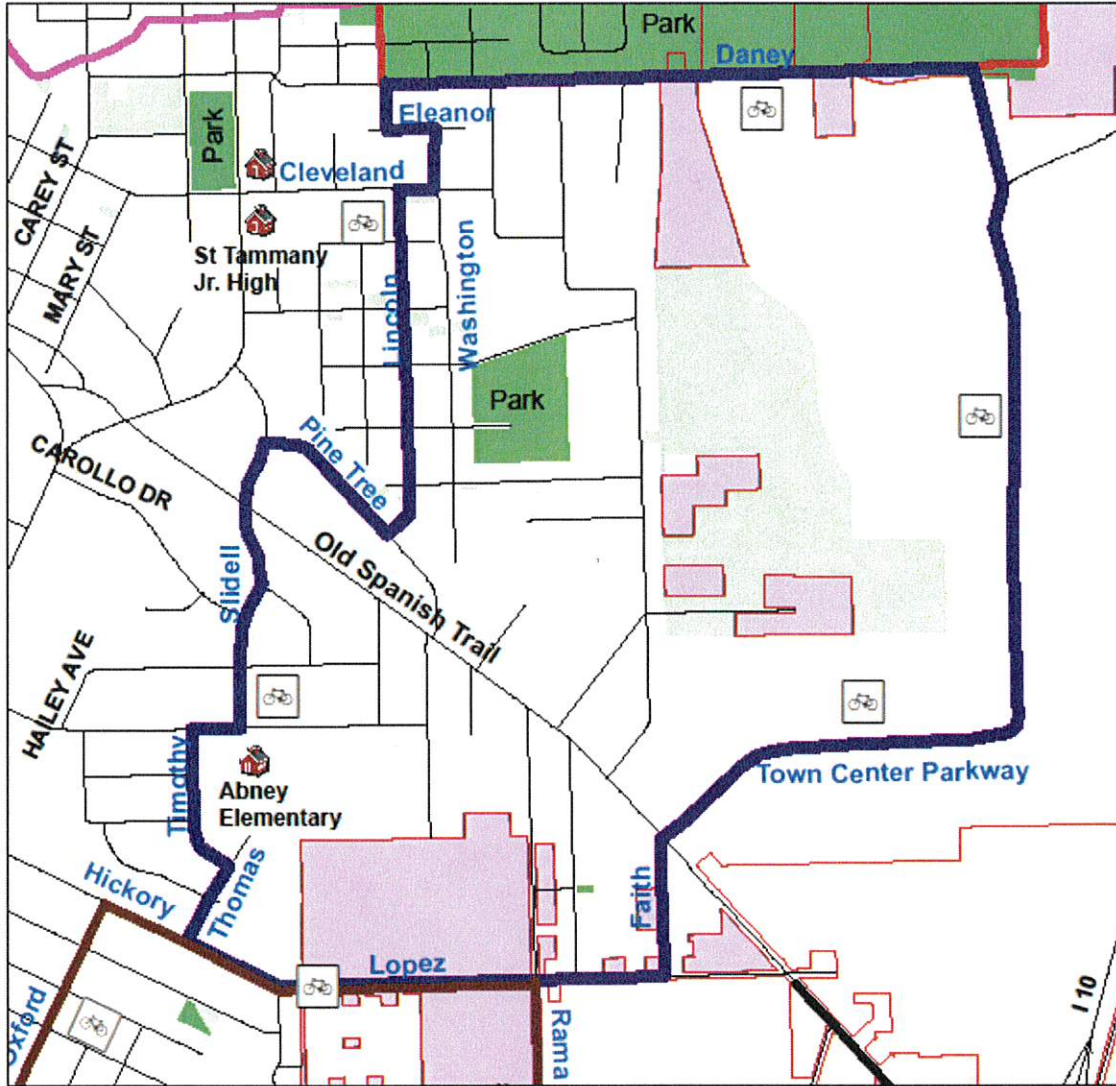 Park
Daney
Eleanor
Park
Cleveland
CAREY ST
MARY ST
St Tammany
Jr. High
Lincoln
Washington
Park
Pine Tree
CAROLLO DR
Old Spanish Trail
Slidell
HAILEY AVE
Timothy
Abney
Elementary
Town Center Parkway
Hickory
Thomas
Faith
Lopez
Oxford
Rama
I 10